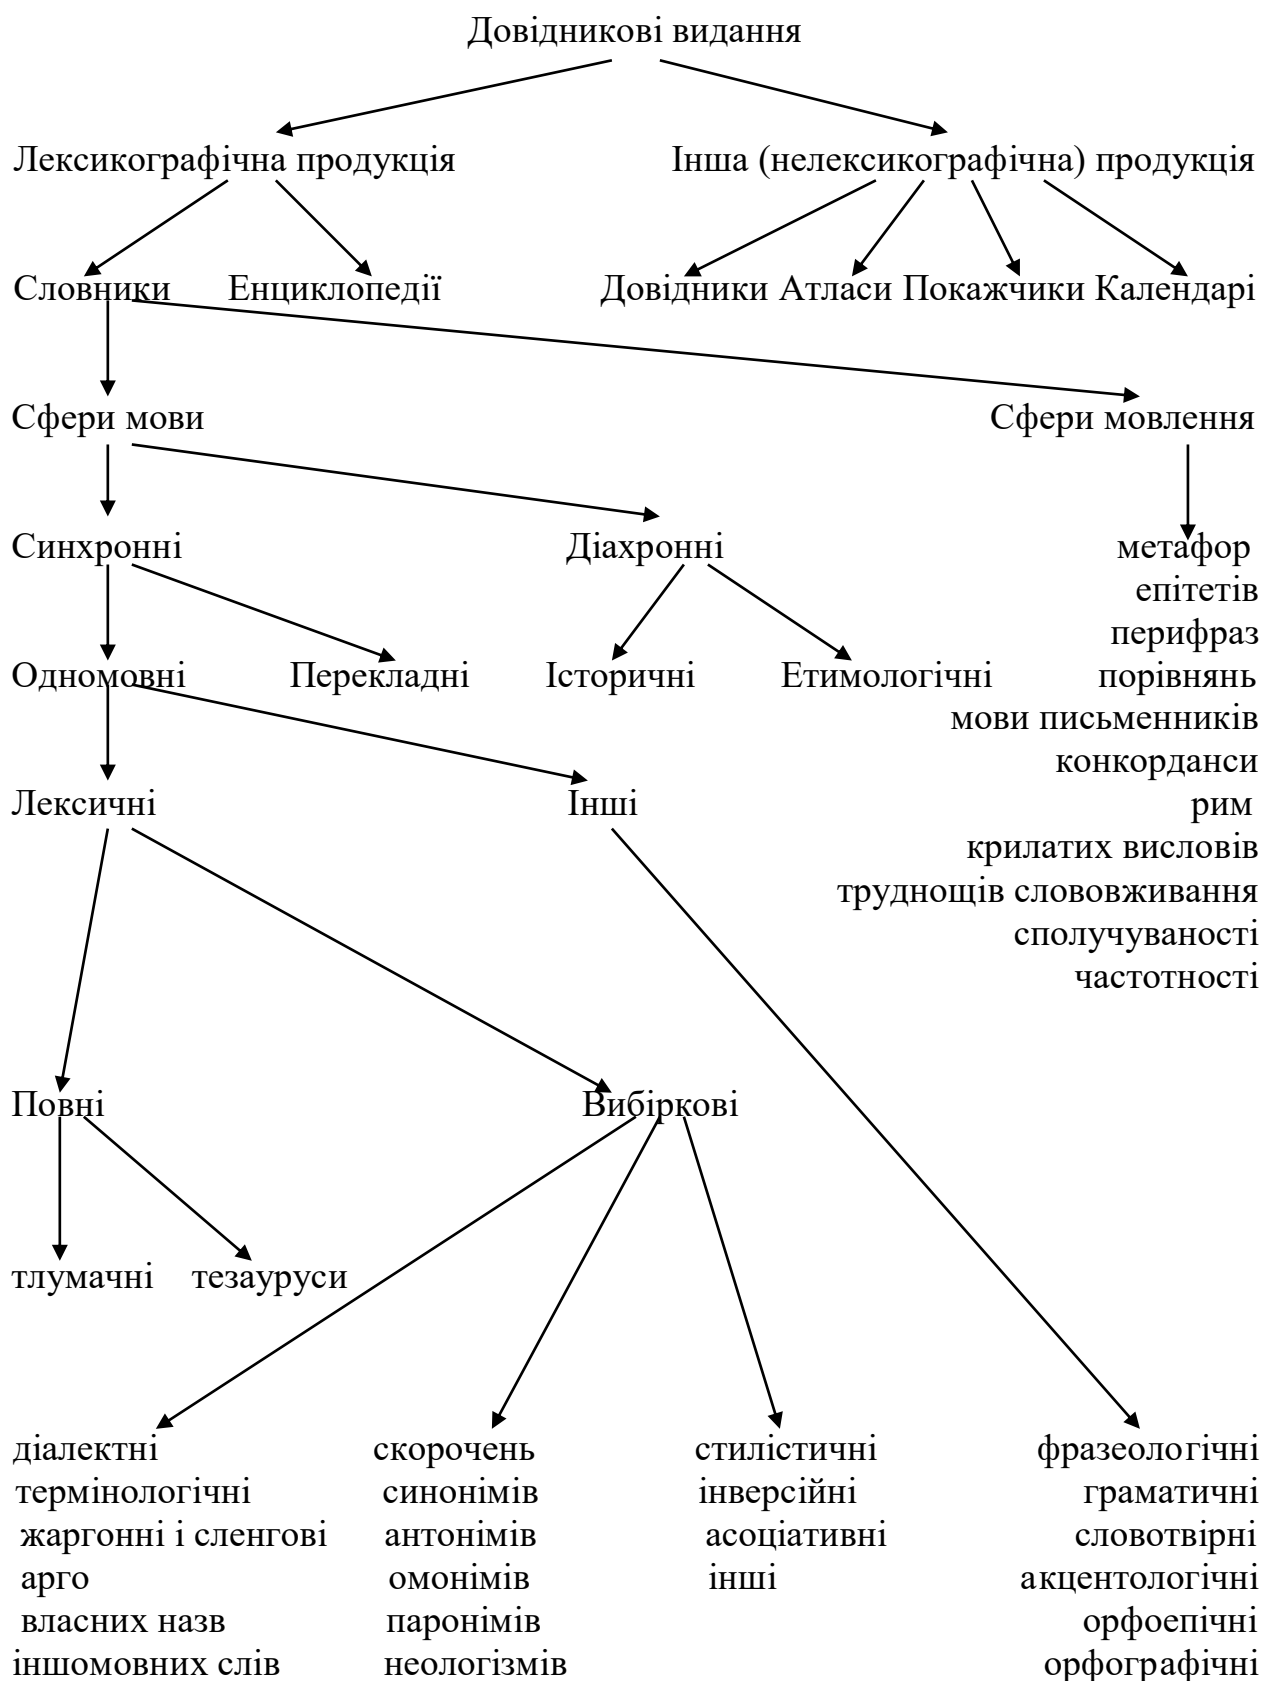 Довідникові видання
Лексикографічна продукція Інша (нелексикографічна) продукція
Словники Енциклопедії Довідники Атласи Покажчики Календарі
Сфери мови Сфери мовлення
Синхронні Діахронні метафор
епітетів
перифраз
Одномовні Перекладні Історичні Етимологічні порівнянь
мови письменників
конкорданси
Лексичні Інші рим
крилатих висловів
труднощів слововживання
сполучуваності
частотності
Повні Вибіркові
тлумачні тезауруси
діалектні скорочень стилістичні фразеологічні
термінологічні синонімів інверсійні граматичні
жаргонні і сленгові антонімів асоціативні словотвірні
арго омонімів інші акцентологічні
власних назв паронімів орфоепічні
іншомовних слів неологізмів орфографічні